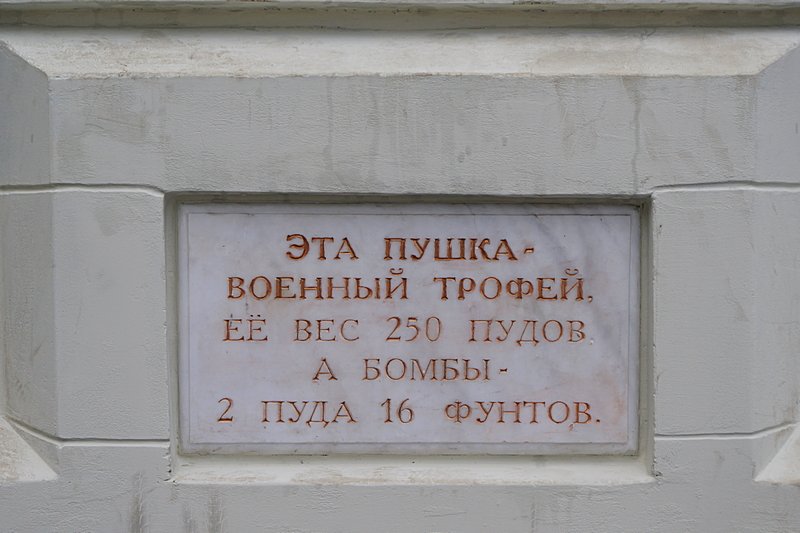 ЭТА ПУШКА-
ВОЕННЫЙ ТРОФЕЙ,
ЕЁ ВЕС 250 ПУДОВ
А БОМБЫ-
2 ПУДА 16 ФУНТОВ.